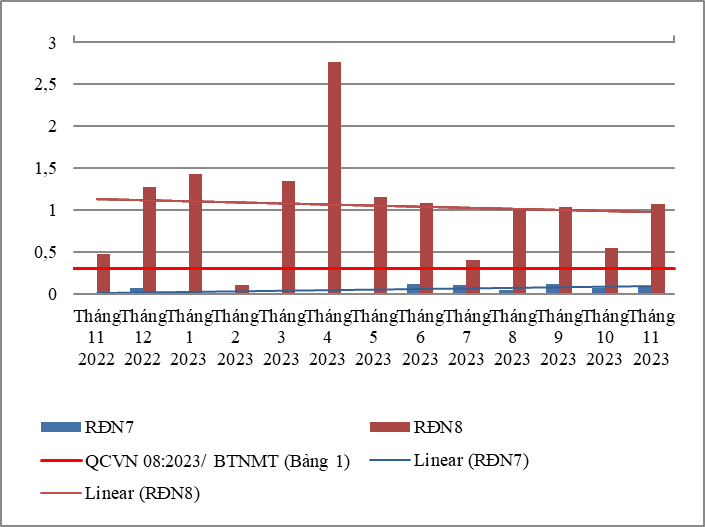 3
2,5
2
1,5
1
0,5
0
Tháng Tháng Tháng Tháng Tháng Tháng Tháng Tháng Tháng Tháng Tháng Tháng Tháng
11 12 1 2 3 4 5 6 7 8 9 10 11
2022 2022 2023 2023 2023 2023 2023 2023 2023 2023 2023 2023 2023
RĐN7 RĐN8
QCVN 08:2023/ BTNMT (Bảng 1) Linear (RĐN7)
Linear (RĐN8)